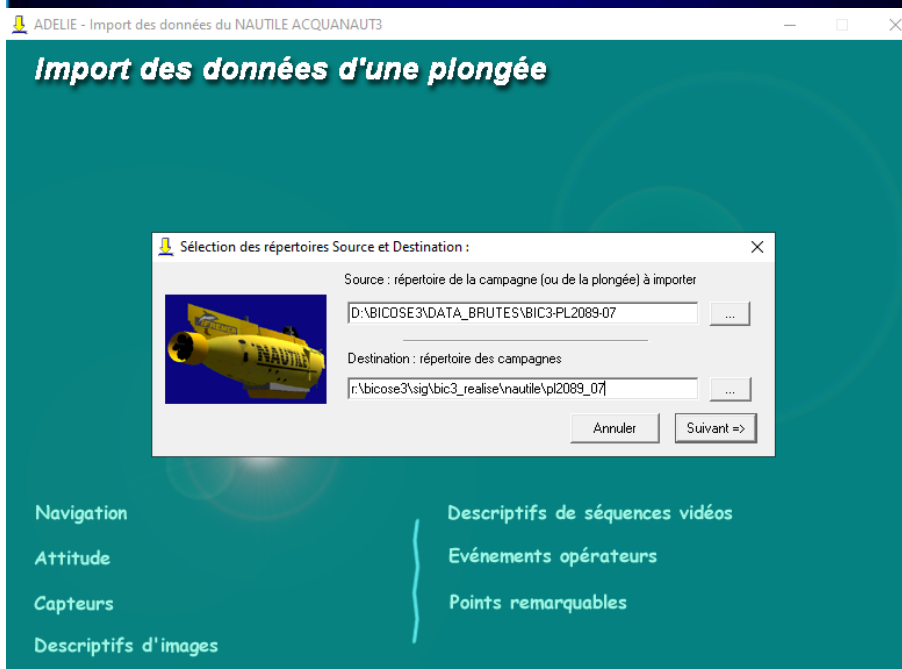 ADELIE - Import des données du NAUTILE ACQUANAUT3
Import des données d'une plongée
Sélection des répertoires Source et Destination :
Source : répertoire de la campagne (ou de la plongée) à importer
D:\BICOSE3\DATA_BRUTES\BIC3-PL2089-07
...
Destination : répertoire des campagnes
r:\bicose3\sig\bic3_realise\nautile\pl2089_07
...
IFREMER
NAUTILE
Annuler
Suivant =>
Navigation
Attitude
Capteurs
Descriptifs d'images
Descriptifs de séquences vidéos
Evénements opérateurs
Points remarquables